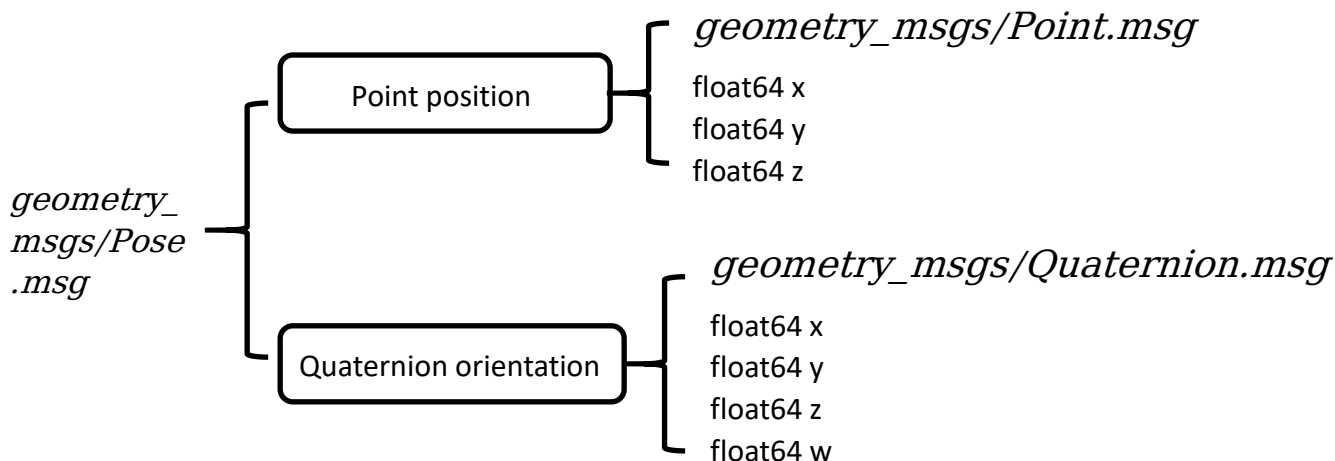 geometry_
msgs/Pose
.msg
Point position
geometry_msgs/Point.msg
float64 x
float64 y
float64 z
Quaternion orientation
geometry_msgs/Quaternion.msg
float64 x
float64 y
float64 z
float64 w